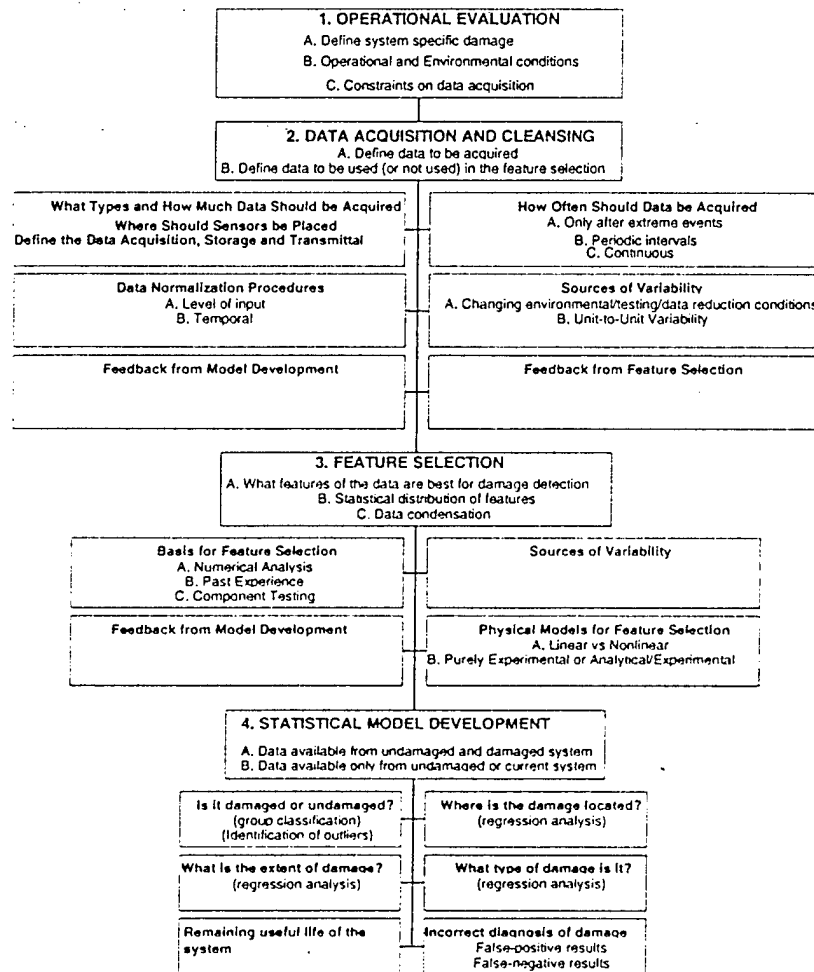 1. OPERATIONAL EVALUATION
A. Define system specific damage
B. Operational and Environmental conditions
C. Constraints on data acquisition
2. DATA ACQUISITION AND CLEANSING
A. Define data to be acquired
B. Define data to be used (or not used) in the feature selection
What Types and How Much Data Should be Acquired
Where Should Sensors be Placed
Define the Data Acquisition, Storage and Transmittal
How Often Should Data be Acquired
A. Only after extreme events
B. Periodic intervals
C. Continuous
Data Normalization Procedures
A. Level of input
B. Temporal
Sources of Variability
A. Changing environmental/testing/data reduction conditions
B. Unit-to-Unit Variability
Feedback from Model Development
Feedback from Feature Selection
3. FEATURE SELECTION
A. What features of the data are best for damage detection
B. Statistical distribution of features
C. Data condensation
Basis for Feature Selection
A. Numerical Analysis
B. Past Experience
C. Component Testing
Sources of Variability
Feedback from Model Development
Physical Models for Feature Selection
A. Linear vs Nonlinear
B. Purely Experimental or Analytical/Experimental
4. STATISTICAL MODEL DEVELOPMENT
A. Data available from undamaged and damaged system
B. Data available only from undamaged or current system
Is it damaged or undamaged?
(group classification)
(Identification of outliers)
Where is the damage located?
(regression analysis)
What is the extent of damage?
(regression analysis)
What type of damage is it?
(regression analysis)
Remaining useful life of the
system
Incorrect diagnosis of damage
False-positive results
False-negative results